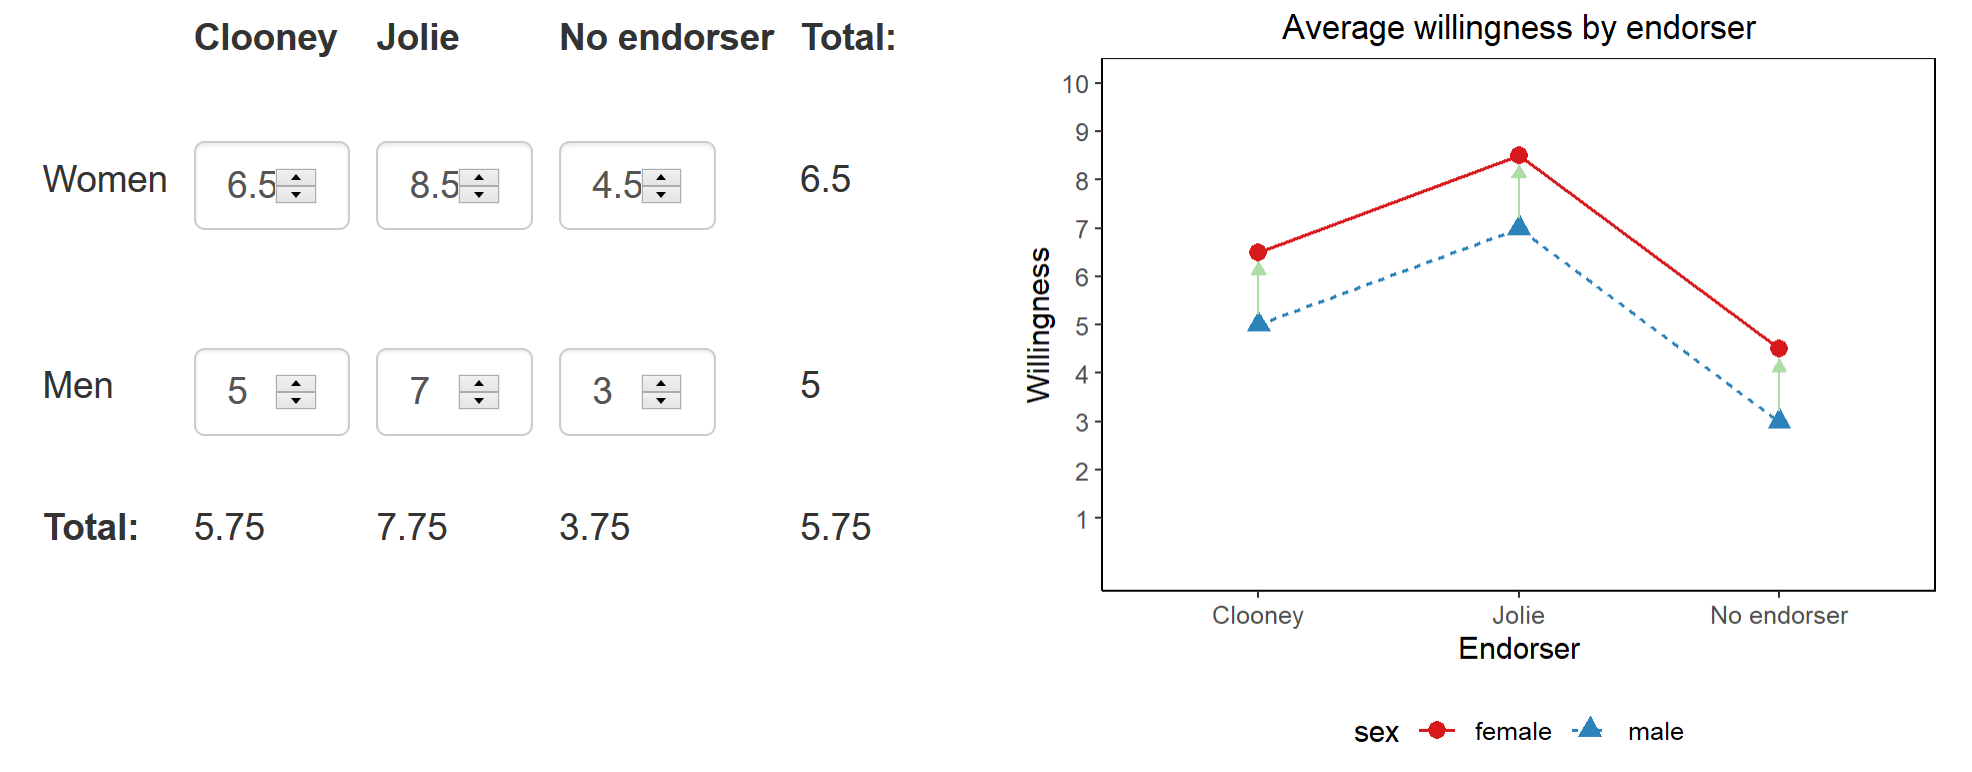 Clooney Jolie No endorser Total:
Women 6.5 8.5 4.5 6.5
Men 5 7 3 5
Total: 5.75 7.75 3.75 5.75
Average willingness by endorser
Willingness
10
9
8
7
6
5
4
3
2
1
Clooney Jolie No endorser
Endorser
sex female male